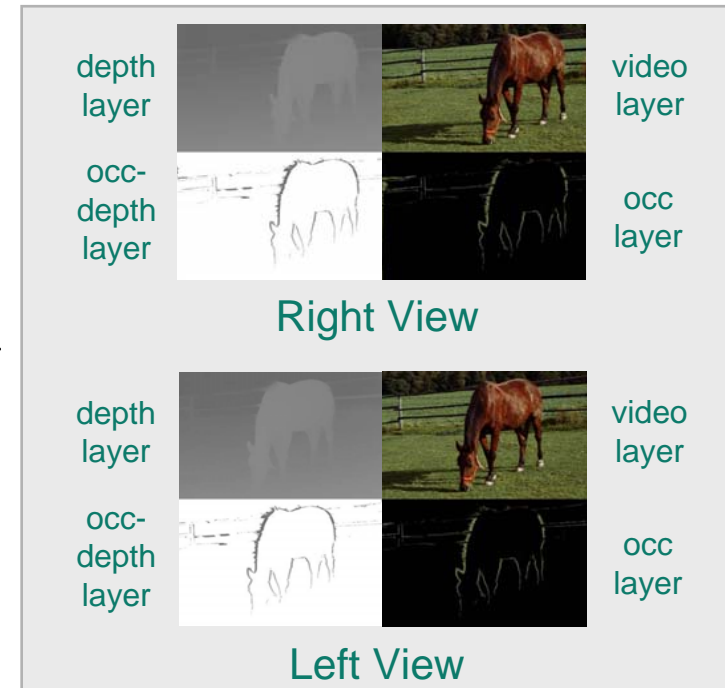 depth
layer
video
layer
occ-
depth
layer
occ
layer
Right View
depth
layer
video
layer
occ-
depth
layer
occ
layer
Left View